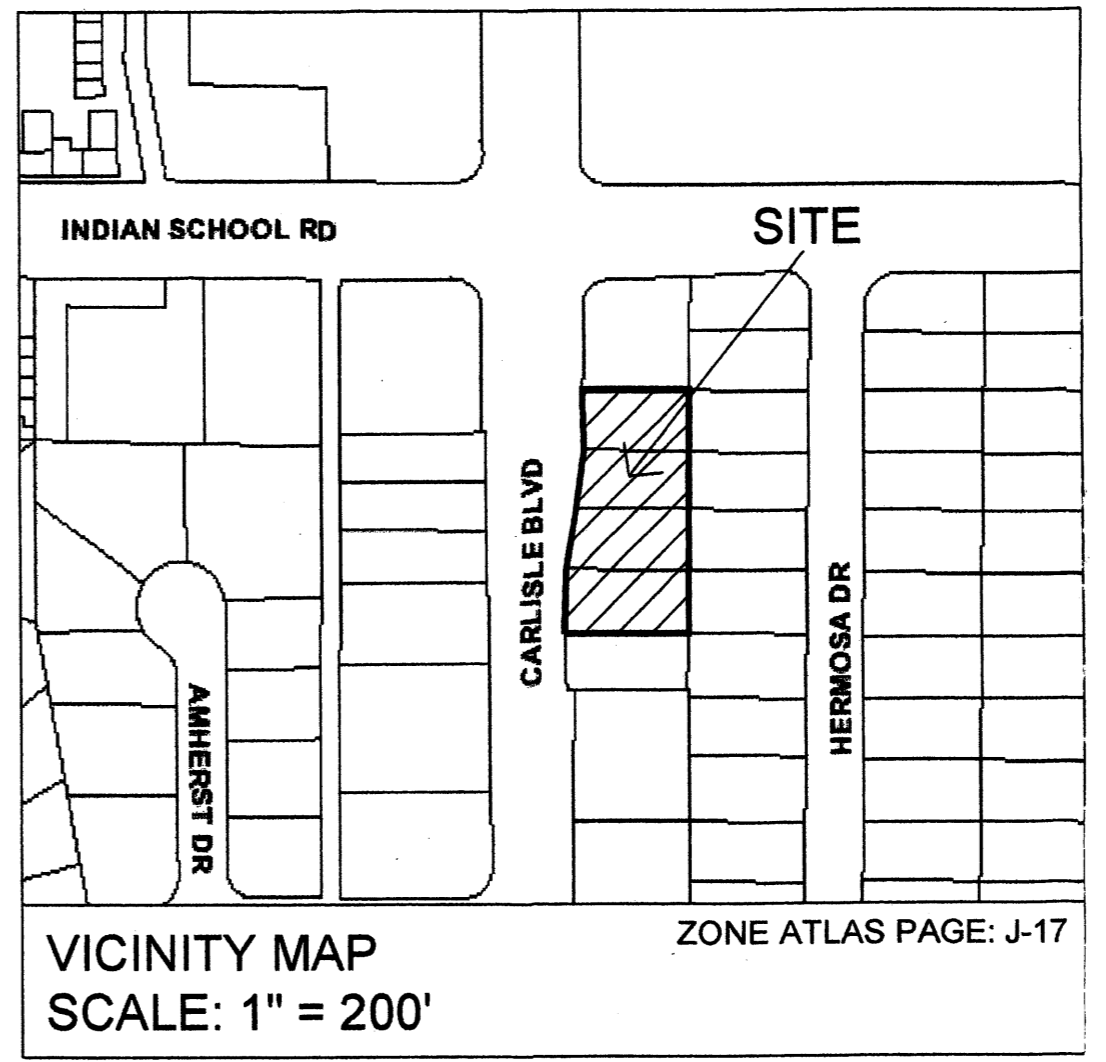 INDIAN SCHOOL RD
SITE
CARLISLE BLVD
HERMOSA DR
AMHERST DR
VICINITY MAP
SCALE: 1" = 200'
ZONE ATLAS PAGE: J-17